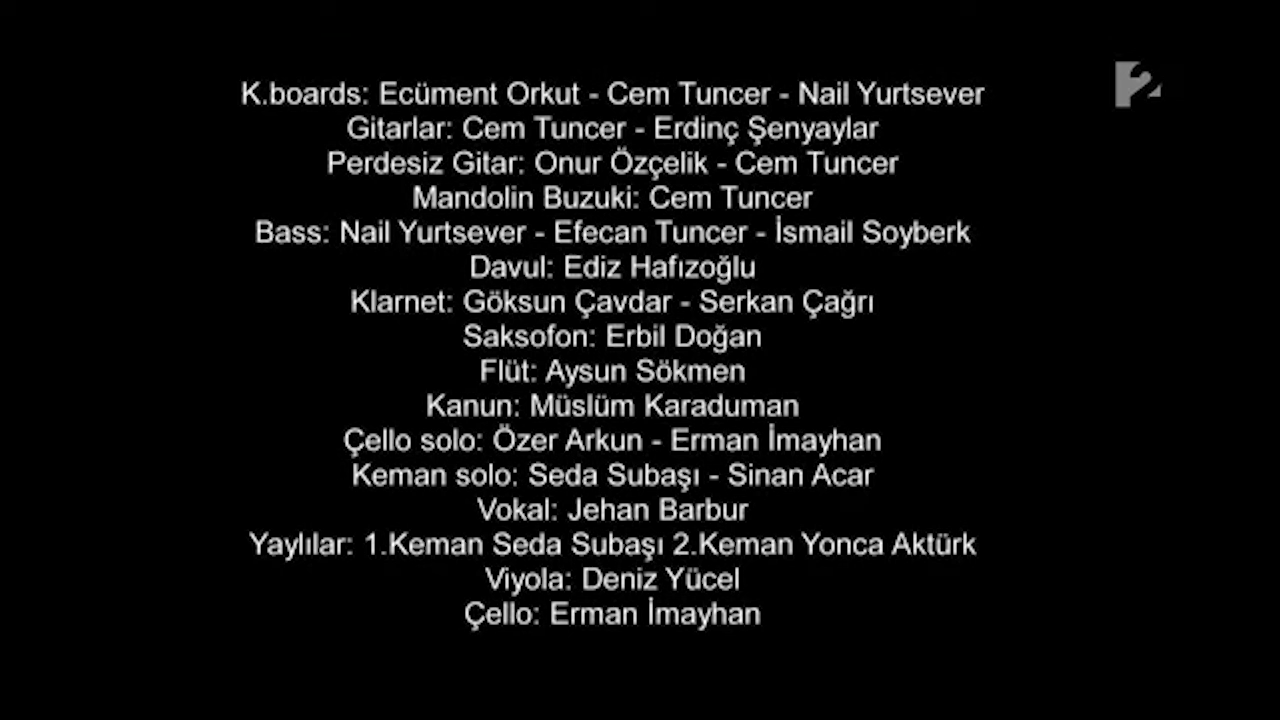 K.boards: Ecüment Orkut - Cem Tuncer - Nail Yurtsever
Gitarlar: Cem Tuncer - Erdinç Şenyaylar
Perdesiz Gitar: Onur Özçelik - Cem Tuncer
Mandolin Buzuki: Cem Tuncer
Bass: Nail Yurtsever - Efecan Tuncer - İsmail Soyberk
Davul: Ediz Hafızoğlu
Klarnet: Göksun Çavdar - Serkan Çağrı
Saksofon: Erbil Doğan
Flüt: Aysun Sökmen
Kanun: Müslüm Karaduman
Çello solo: Özer Arkun - Erman İmayhan
Keman solo: Seda Subaşı - Sinan Acar
Vokal: Jehan Barbur
Yaylılar: 1.Keman Seda Subaşı 2.Keman Yonca Aktürk
Viyola: Deniz Yücel
Çello: Erman İmayhan
2